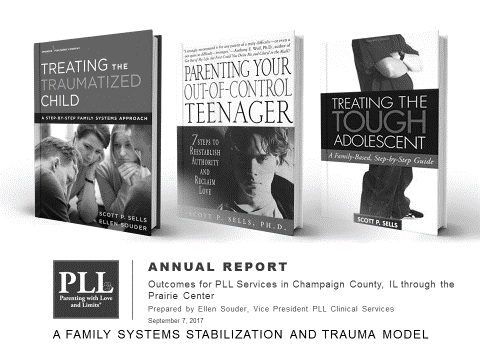 TREATING THE
TRAUMATIZED
CHILD
A STEP-BY-STEP FAMILY SYSTEMS APPROACH
SCOTT P. SELLS
ELLEN SOUDER
PARENTING YOUR
OUT-OF-CONTROL
TEENAGER
7 STEPS TO
REESTABLISH
AUTHORITY
AND RECLAIM
LOVE
SCOTT P. SELLS, PH.D.
TREATING THE
TOUGH
ADOLESCENT
A Family-Based, Step-by-Step Guide
SCOTT P. SELLS
PLL
Parenting with Love
and Limits®
ANNUAL REPORT
Outcomes for PLL Services in Champaign County, IL through the
Prairie Center
Prepared by Ellen Souder, Vice President PLL Clinical Services
September 7, 2017
A FAMILY SYSTEMS STABILIZATION AND TRAUMA MODEL